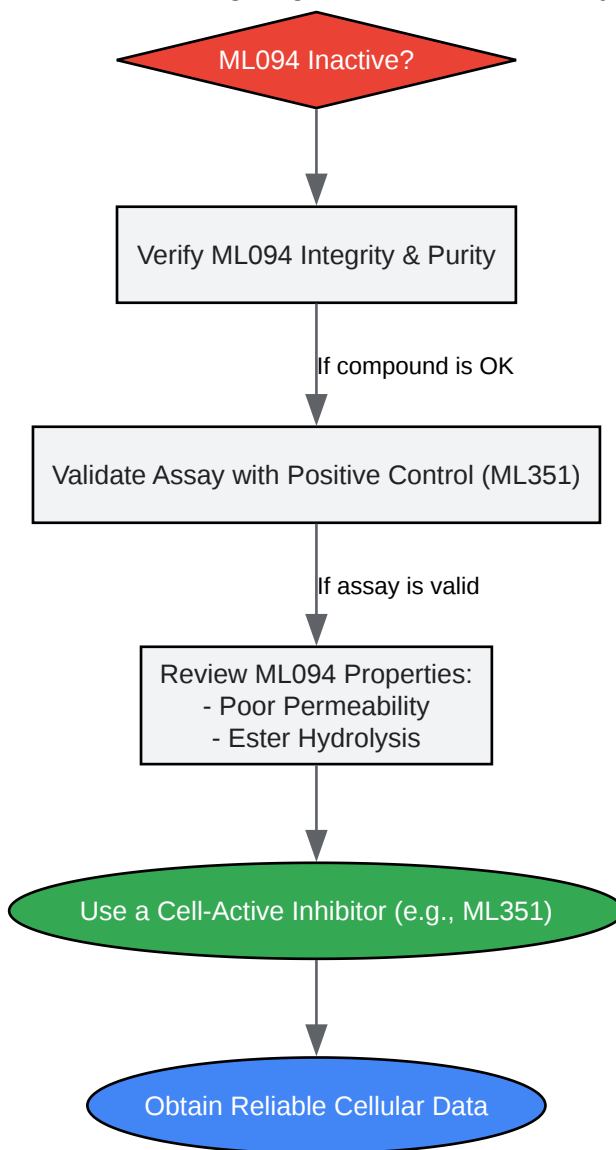 ML094 Inactive?
Verify ML094 Integrity & Purity
If compound is OK
Validate Assay with Positive Control (ML351)
If assay is valid
Review ML094 Properties:
- Poor Permeability
- Ester Hydrolysis
Use a Cell-Active Inhibitor (e.g., ML351)
Obtain Reliable Cellular Data